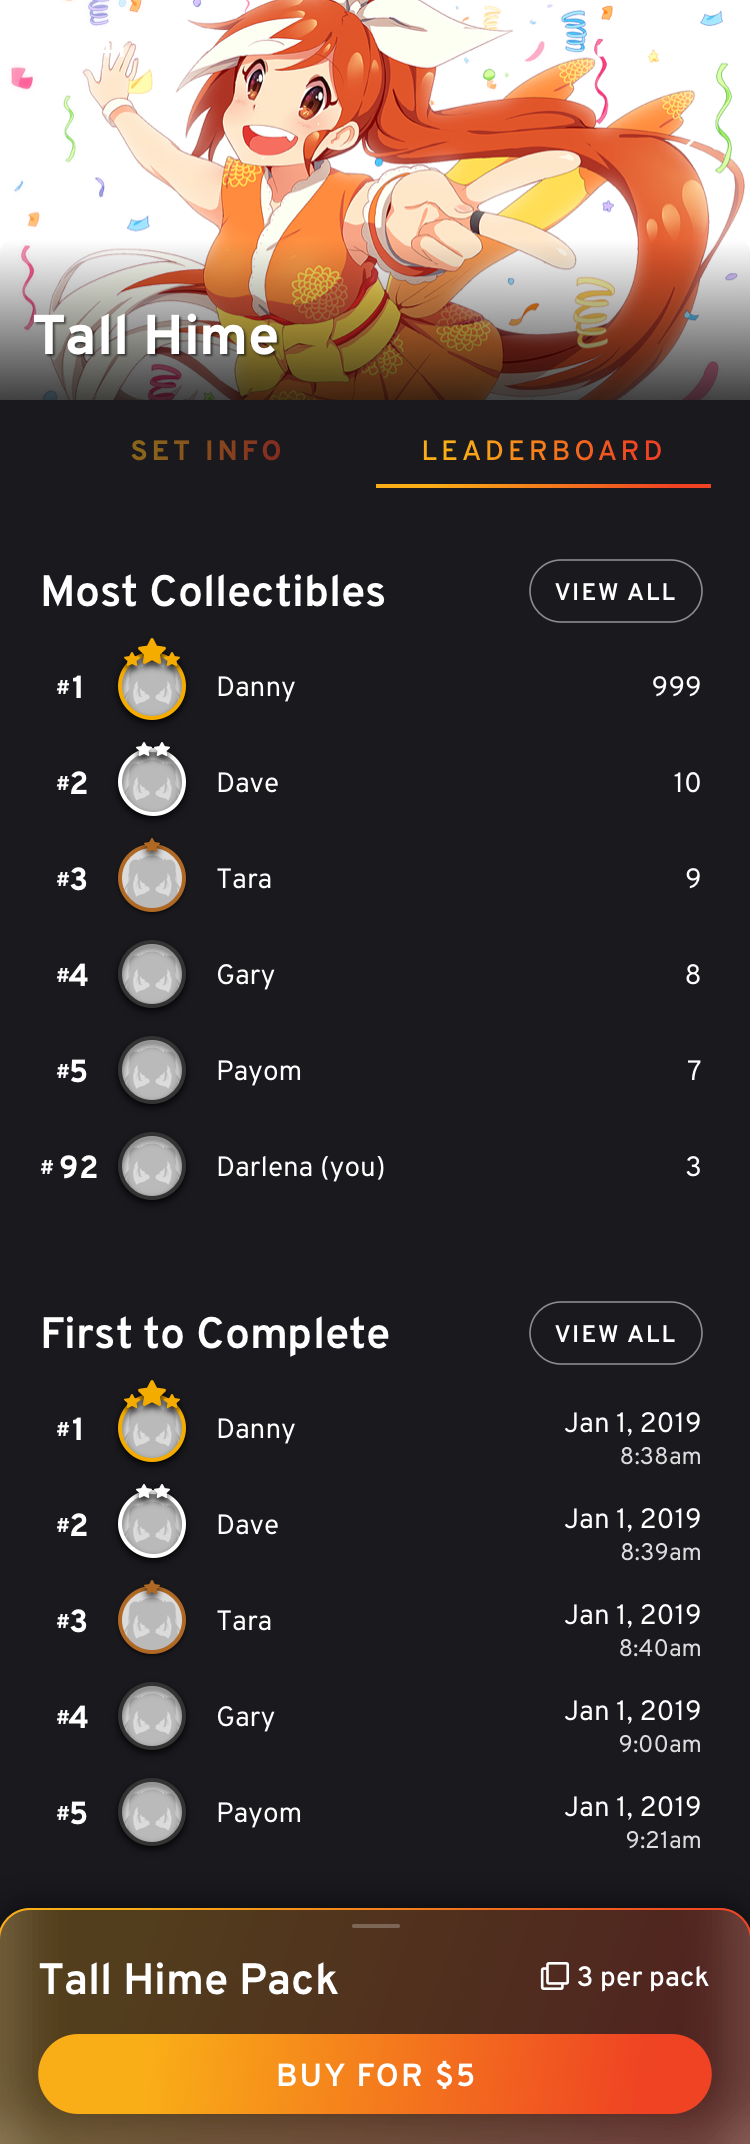 Tall Hime
SET INFO LEADERBOARD
Most Collectibles VIEW ALL
#1 Danny 999
#2 Dave 10
#3 Tara 9
#4 Gary 8
#5 Payom 7
# 92 Darlena (you) 3
First to Complete VIEW ALL
#1 Danny Jan 1, 2019
8:38am
#2 Dave Jan 1, 2019
8:39am
#3 Tara Jan 1, 2019
8:40am
#4 Gary Jan 1, 2019
9:00am
#5 Payom Jan 1, 2019
9:21am
Tall Hime Pack 3 per pack
BUY FOR $5